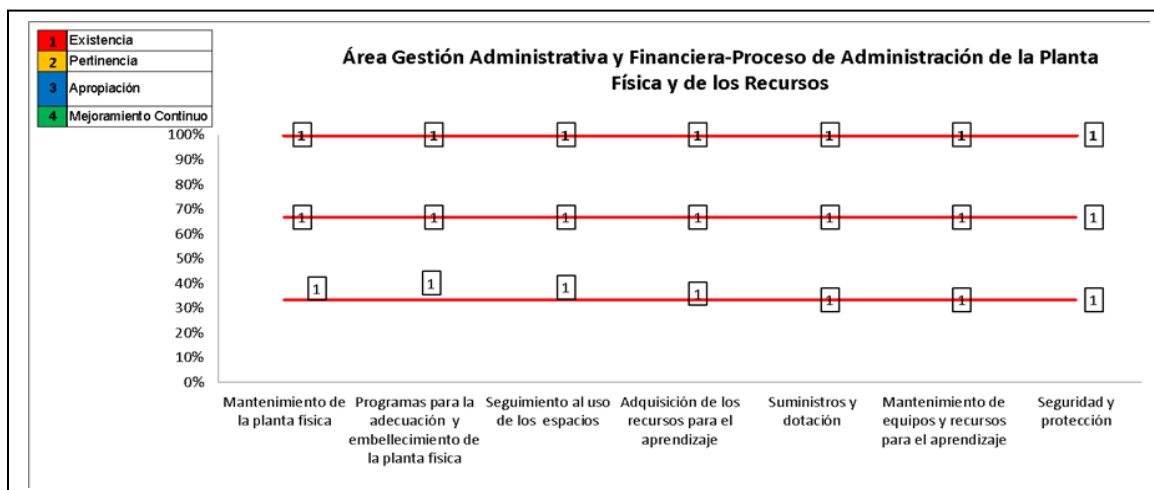 1 Existencia
2 Pertinencia
3 Apropiación
4 Mejoramiento Continuo
Área Gestión Administrativa y Financiera-Proceso de Administración de la Planta
Física y de los Recursos
100%
90%
80%
70%
60%
50%
40%
30%
20%
10%
0%
1 1 1 1 1 1 1
1 1 1 1 1 1 1
1 1 1 1 1 1 1
Mantenimiento de
la planta física
Programas para la
adecuación y
embellecimiento de
la planta física
Seguimiento al uso
de los espacios
Adquisición de los
recursos para el
aprendizaje
Suministros y
dotación
Mantenimiento de
equipos y recursos
para el aprendizaje
Seguridad y
protección